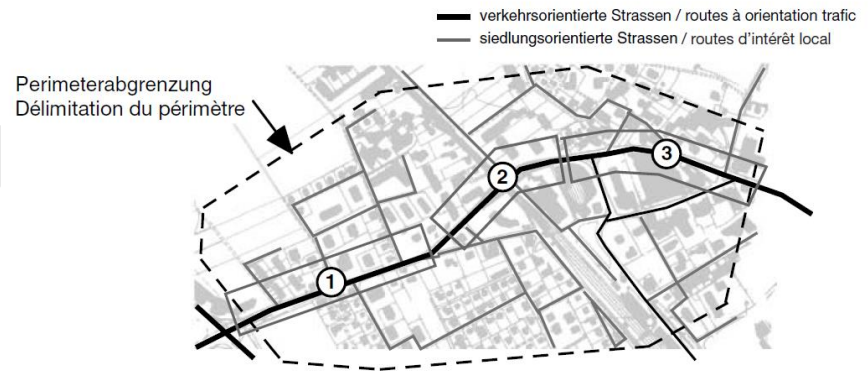 verkehrsorientierte Strassen / routes à orientation trafic
siedlungsorientierte Strassen / routes d'intérêt local
Perimeterabgrenzung
Délimitation du périmètre
3
2
1